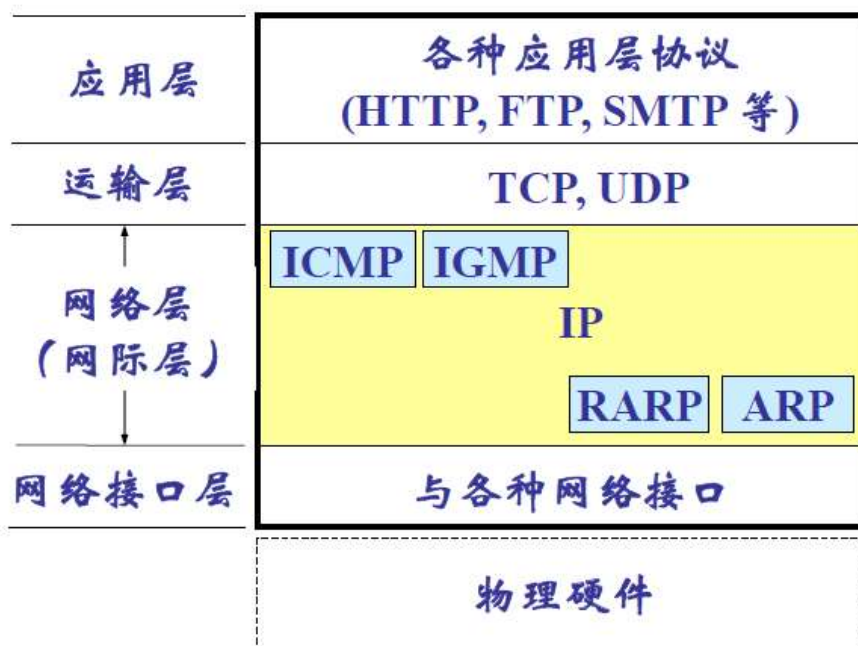 应用层
各种应用层协议
(HTTP, FTP, SMTP 等)
运输层
TCP, UDP
网络层
(网际层)
ICMP
IGMP
IP
RARP
ARP
网络接口层
与各种网络接口
物理硬件